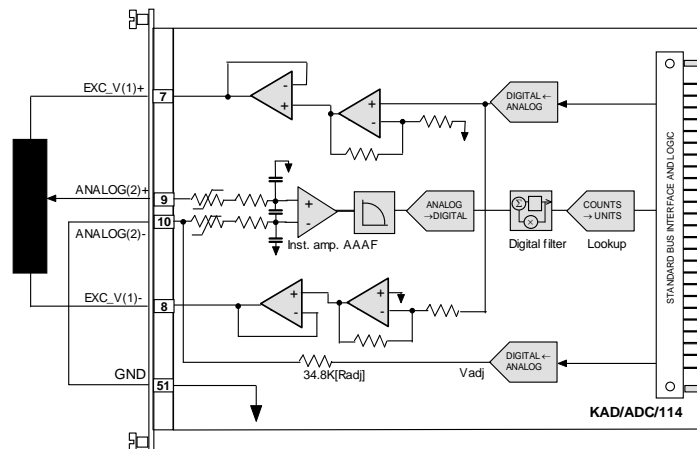 EXC_V(1)+
7
DIGITAL ←
ANALOG
ANALOG(2)+
9
10
ANALOG(2)-
Inst. amp. AAAF
ANALOG
→DIGITAL
Σ
×
Digital filter
COUNTS
→UNITS
Lookup
STANDARD BUS INTERFACE AND LOGIC
EXC_V(1)-
8
GND
51
34.8K[Radj]
Vadj
DIGITAL ←
ANALOG
KAD/ADC/114